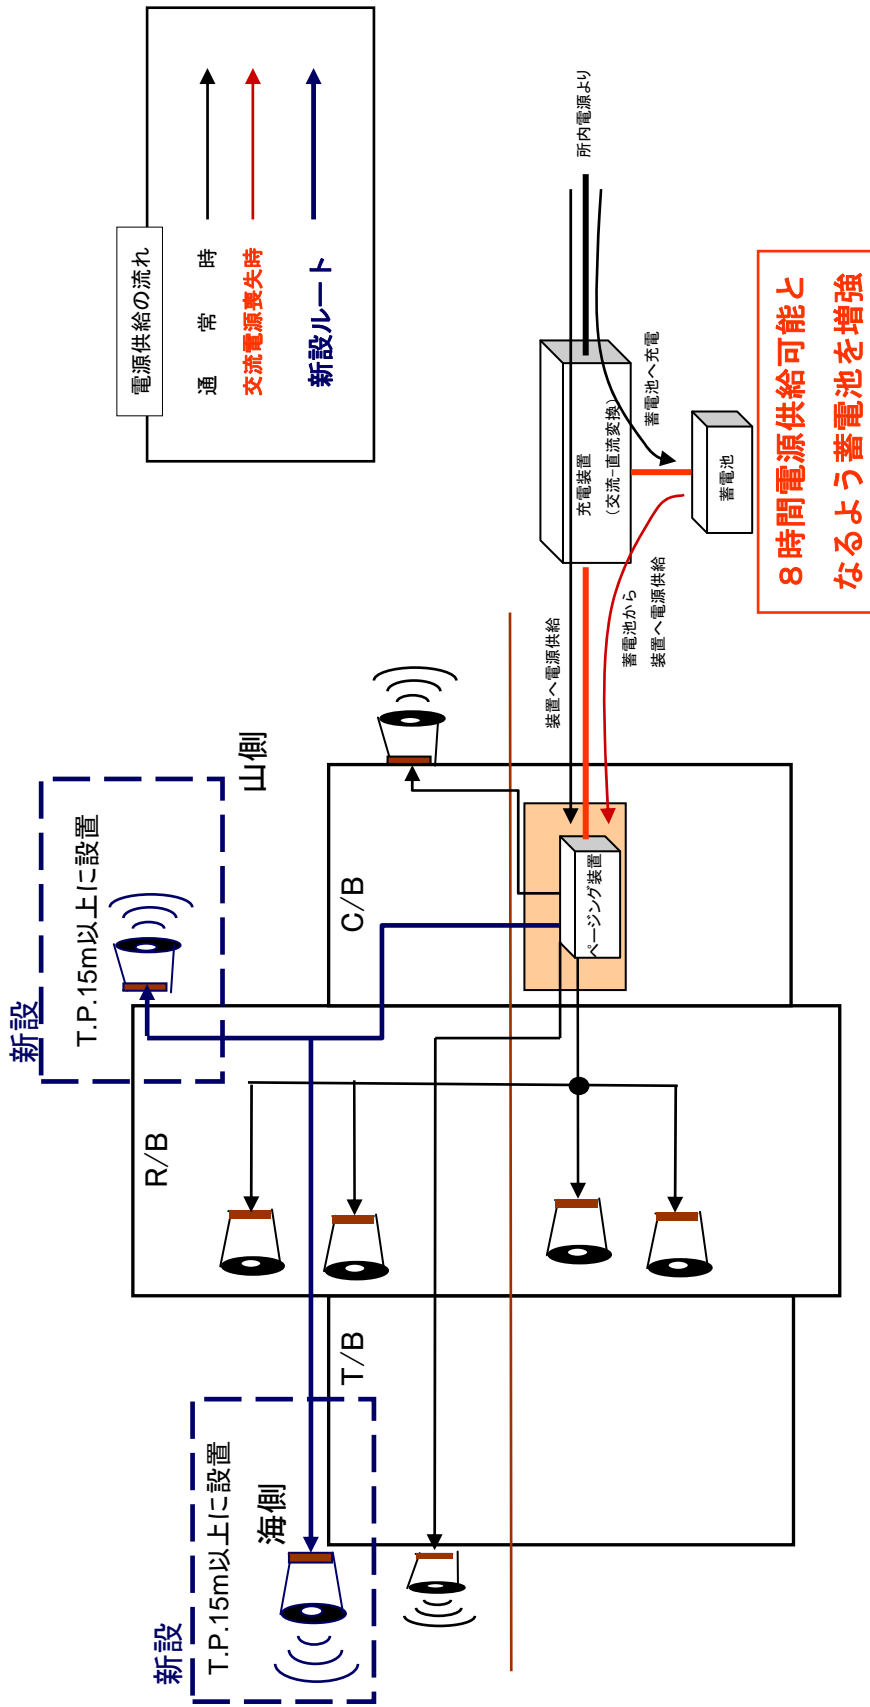 新設
T.P.15m以上に設置
海側
T/B
R/B
新設
T.P.15m以上に設置
山側
C/B
ページング装置
装置へ電源供給
蓄電池から
装置へ電源供給
充電装置
（交流−直流変換）
蓄電池へ充電
蓄電池
所内電源より
８時間電源供給可能と
なるよう蓄電池を増強
電源供給の流れ
通常時
交流電源喪失時
新設ルート